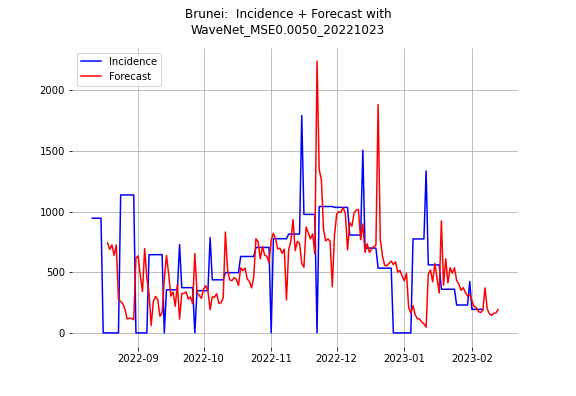 Brunei:  Incidence + Forecast with
WaveNet_MSE0.0050_20221023
Incidence
Forecast
2000
1500
1000
500
0
2022-09 2022-10 2022-11 2022-12 2023-01 2023-02